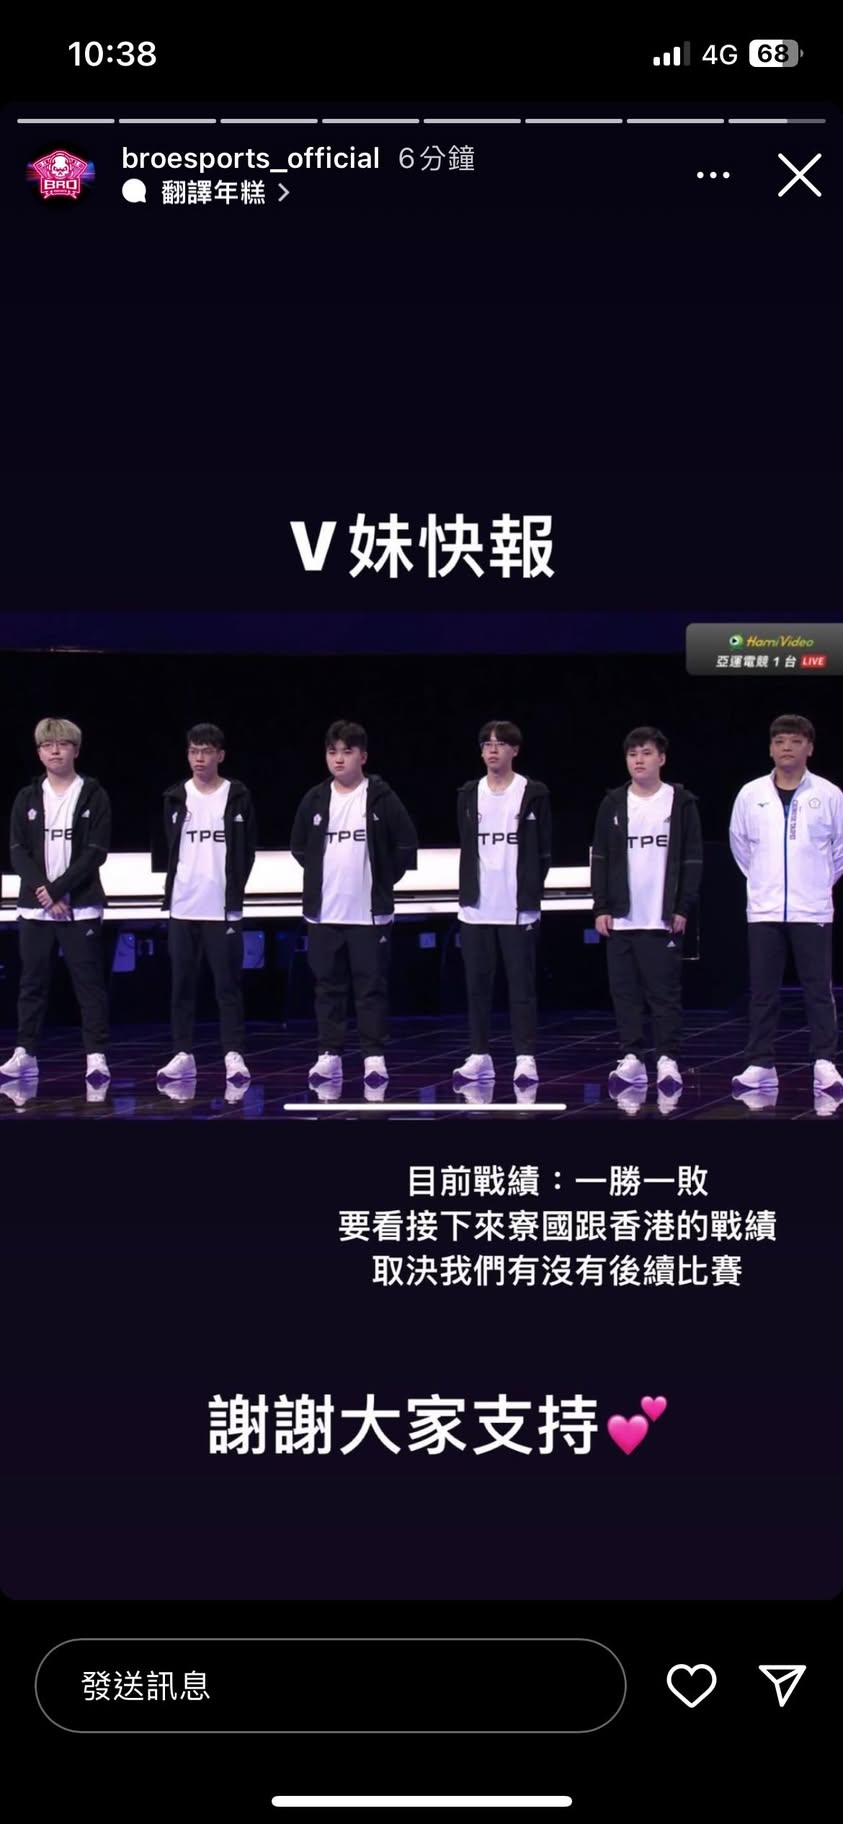 10:38
4G 68
broesports_official 6分鐘
BRO
翻譯年糕 >
V妹快報
HamiVideo
亞運電競 1 台 LIVE
TPE TPE TPE TPE TPE
目前戰績：一勝一敗
要看接下來寮國跟香港的戰績
取決我們有沒有後續比賽
謝謝大家支持💕
發送訊息